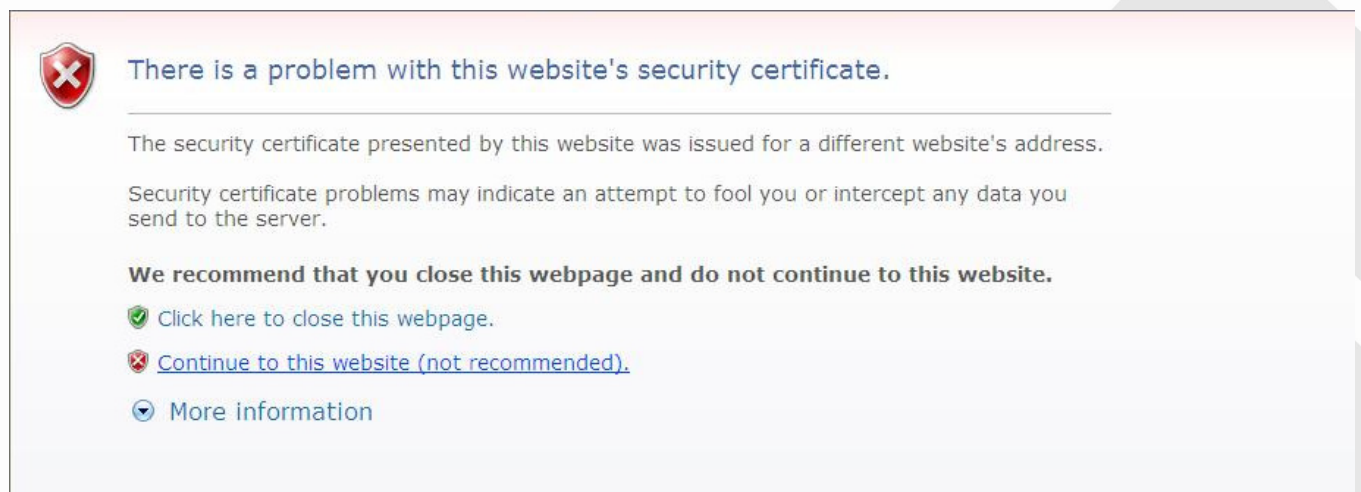 There is a problem with this website's security certificate.
The security certificate presented by this website was issued for a different website's address.
Security certificate problems may indicate an attempt to fool you or intercept any data you
send to the server.
We recommend that you close this webpage and do not continue to this website.
Click here to close this webpage.
Continue to this website (not recommended).
More information